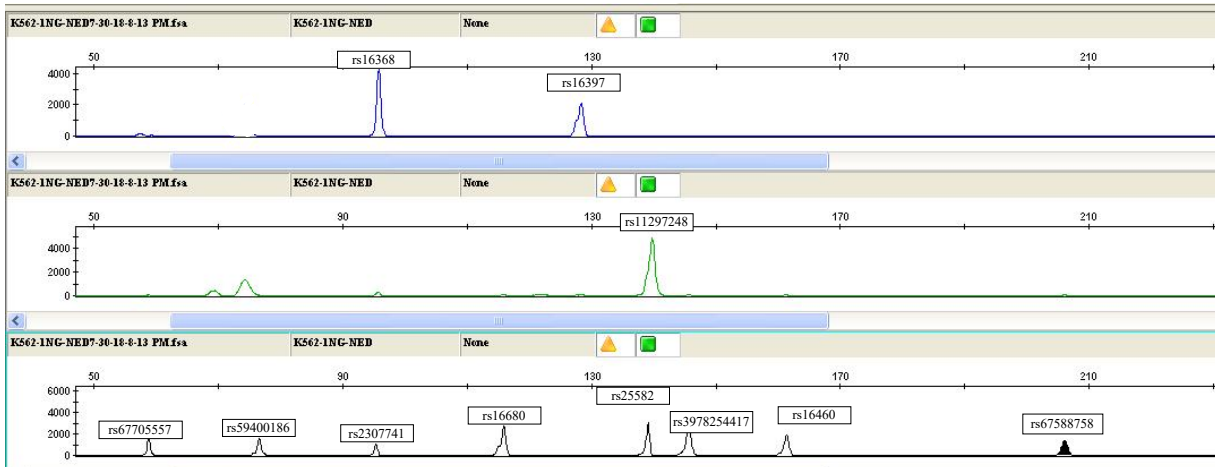 K562-1NG-NED7-30-18-8-13 PM.fsa K562-1NG-NED None
50 130 170 210
rs16368
rs16397
4000
2000
0
K562-1NG-NED7-30-18-8-13 PM.fsa K562-1NG-NED None
50 90 130 170 210
rs11297248
4000
2000
0
K562-1NG-NED7-30-18-8-13 PM.fsa K562-1NG-NED None
50 90 130 170 210
6000
4000
2000
0
rs67705557 rs59400186 rs2307741 rs16680 rs25582 rs3978254417 rs16460 rs67588758